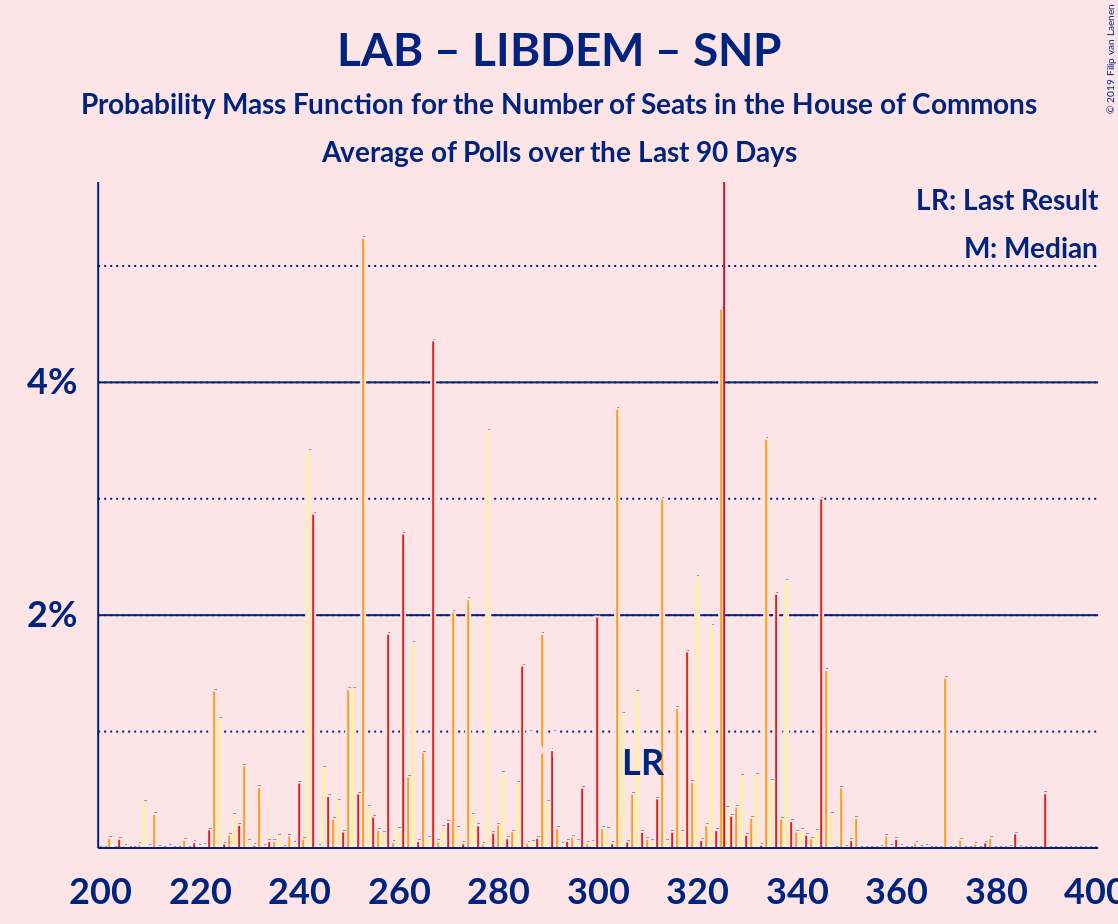 LAB – LIBDEM – SNP
Probability Mass Function for the Number of Seats in the House of Commons
Average of Polls over the Last 90 Days
© 2019 Filip van Laenen
LR: Last Result
M: Median
4%
2%
LR
200 220 240 260 280 300 320 340 360 380 400